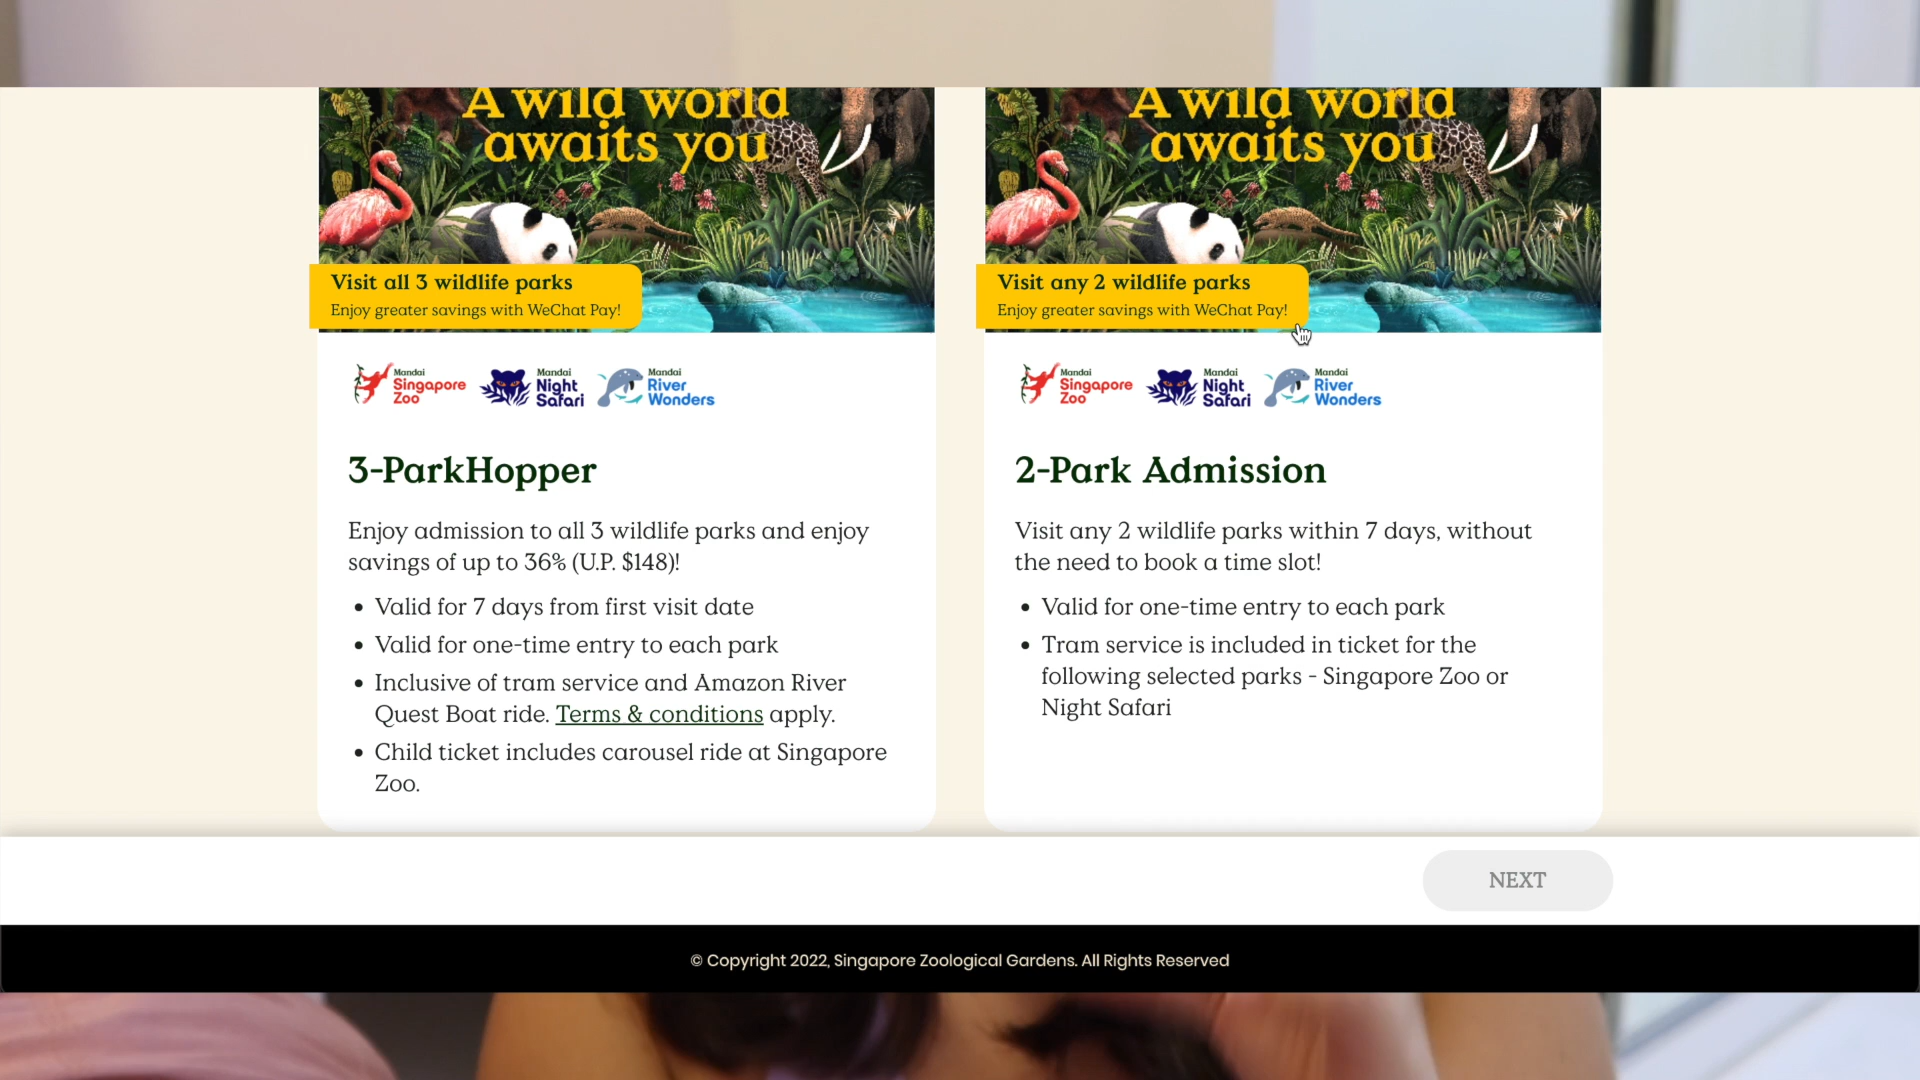 A wild world
awaits you
Visit all 3 wildlife parks
Enjoy greater savings with WeChat Pay!
Mandai
Singapore
Zoo
Mandai
Night
Safari
Mandai
River
Wonders
3-ParkHopper
Enjoy admission to all 3 wildlife parks and enjoy
savings of up to 36% (U.P. $148)!
• Valid for 7 days from first visit date
• Valid for one-time entry to each park
• Inclusive of tram service and Amazon River
Quest Boat ride. Terms & conditions apply.
• Child ticket includes carousel ride at Singapore
Zoo.
A wild world
awaits you
Visit any 2 wildlife parks
Enjoy greater savings with WeChat Pay!
Mandai
Singapore
Zoo
Mandai
Night
Safari
Mandai
River
Wonders
2-Park Admission
Visit any 2 wildlife parks within 7 days, without
the need to book a time slot!
• Valid for one-time entry to each park
• Tram service is included in ticket for the
following selected parks - Singapore Zoo or
Night Safari
NEXT
© Copyright 2022, Singapore Zoological Gardens. All Rights Reserved